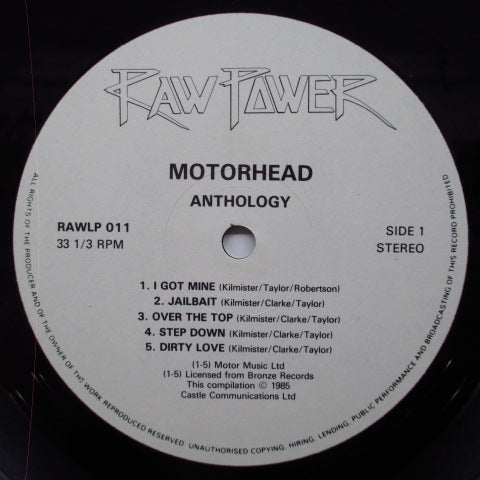 RAW POWER
MOTORHEAD
ANTHOLOGY
RAWLP 011
33 1/3 RPM
SIDE 1
STEREO
1. I GOT MINE (Kilmister/Taylor/Robertson)
2. JAILBAIT (Kilmister/Clarke/Taylor)
3. OVER THE TOP (Kilmister/Clarke/Taylor)
4. STEP DOWN (Kilmister/Clarke/Taylor)
5. DIRTY LOVE (Kilmister/Clarke/Taylor)
(1-5) Motor Music Ltd
(1-5) Licensed from Bronze Records
This compilation © 1985
Castle Communications Ltd
ALL RIGHTS OF THE PRODUCER AND OF THE OWNER OF THE WORK REPRODUCED RESERVED UNAUTHORISED COPYING, HIRING, LENDING, PUBLIC PERFORMANCE AND BROADCASTING OF THIS RECORD PROHIBITED